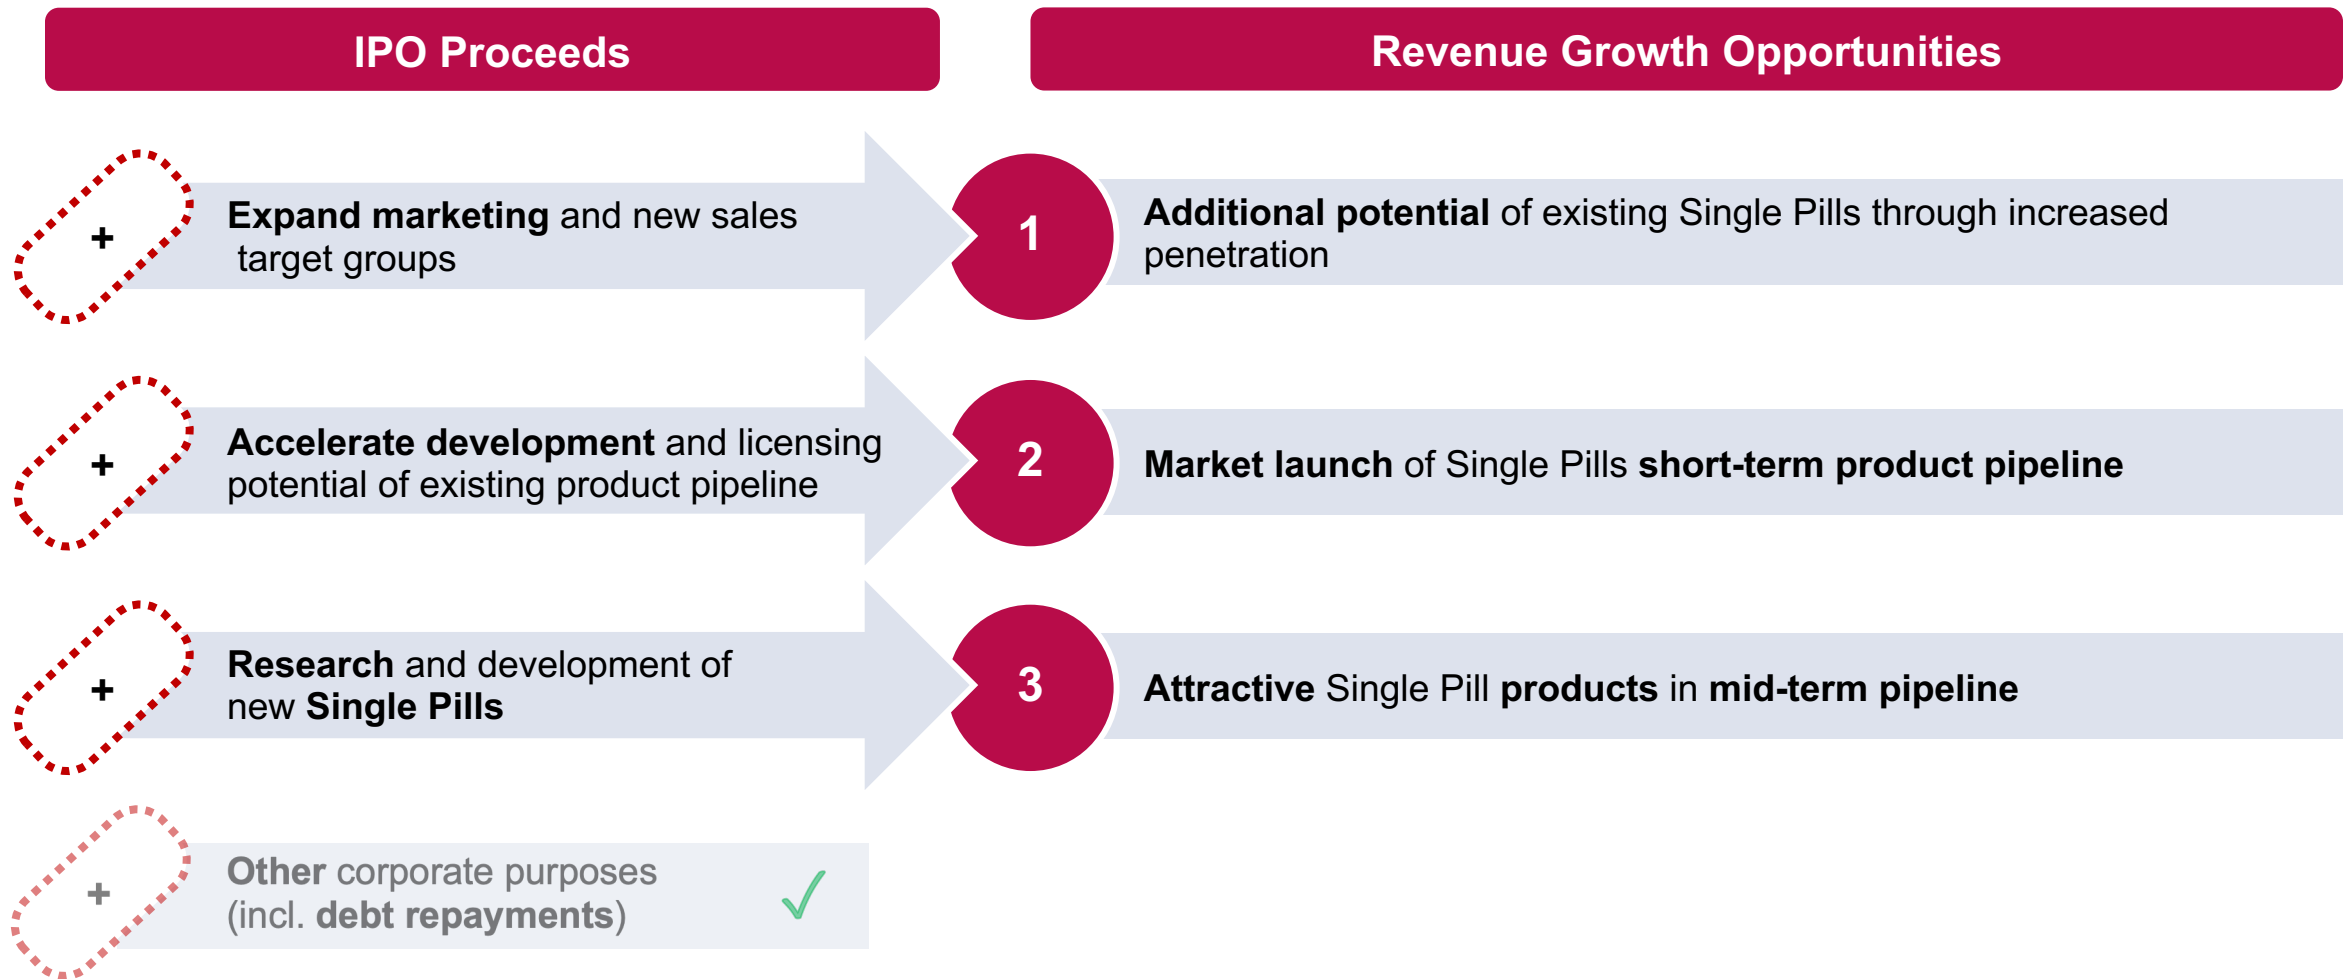 IPO Proceeds
Revenue Growth Opportunities
+
Expand marketing and new sales
target groups
1
Additional potential of existing Single Pills through increased
penetration
+
Accelerate development and licensing
potential of existing product pipeline
2
Market launch of Single Pills short-term product pipeline
+
Research and development of
new Single Pills
3
Attractive Single Pill products in mid-term pipeline
+
Other corporate purposes
(incl. debt repayments)
✓